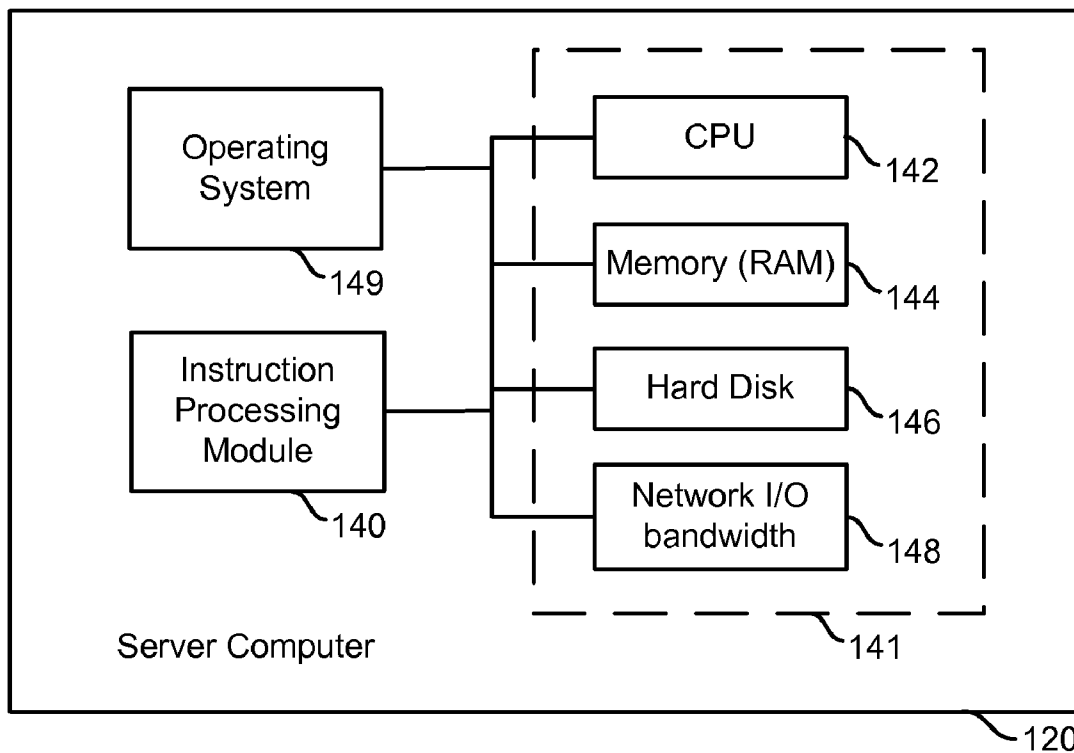 Operating
System
149
Instruction
Processing
Module
140
CPU
142
Memory (RAM)
144
Hard Disk
146
Network I/O
bandwidth
148
141
Server Computer
120